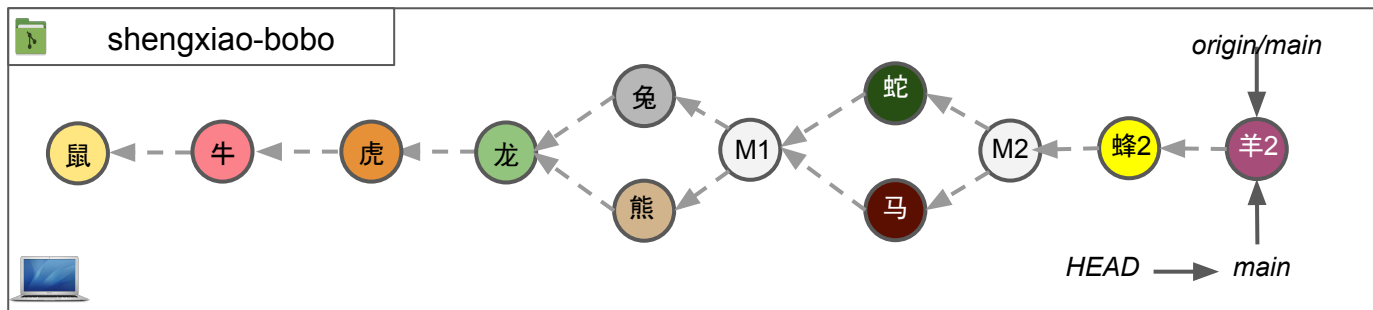 shengxiao-bobo
origin/main
鼠
牛
虎
龙
兔
熊
M1
蛇
马
M2
蜂2
羊2
HEAD
main